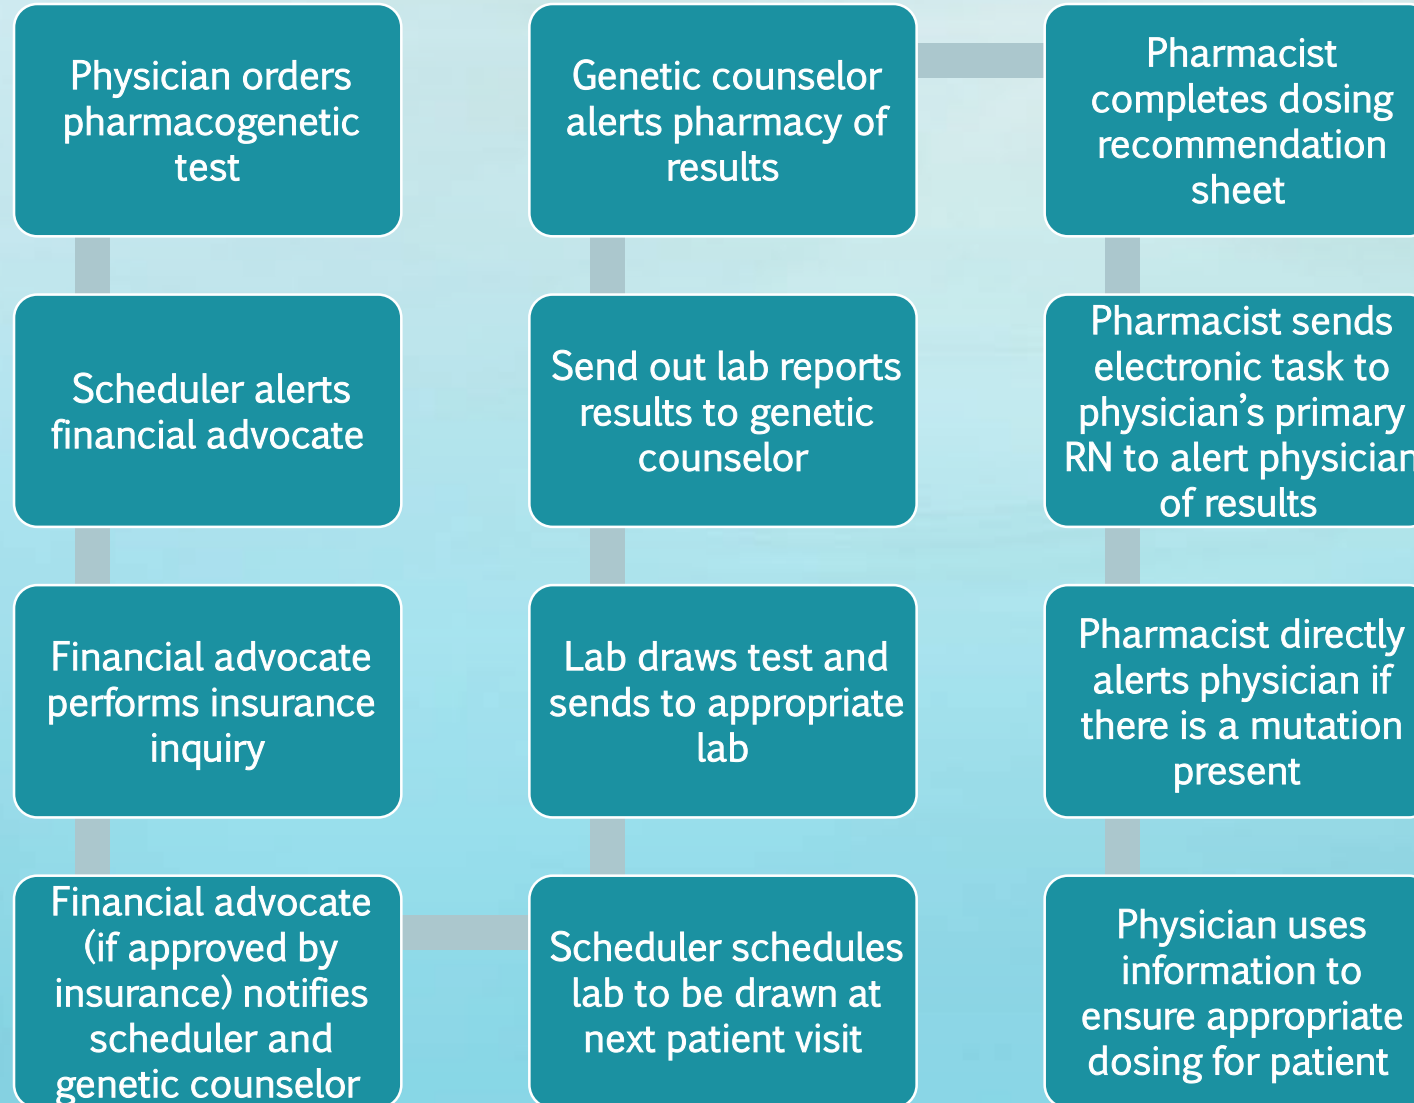 Physician orders
pharmacogenetic
test
Scheduler alerts
financial advocate
Financial advocate
performs insurance
inquiry
Financial advocate
(if approved by
insurance) notifies
scheduler and
genetic counselor
Scheduler schedules
lab to be drawn at
next patient visit
Lab draws test and
sends to appropriate
lab
Send out lab reports
results to genetic
counselor
Genetic counselor
alerts pharmacy of
results
Pharmacist
completes dosing
recommendation
sheet
Pharmacist sends
electronic task to
physician’s primary
RN to alert physician
of results
Pharmacist directly
alerts physician if
there is a mutation
present
Physician uses
information to
ensure appropriate
dosing for patient